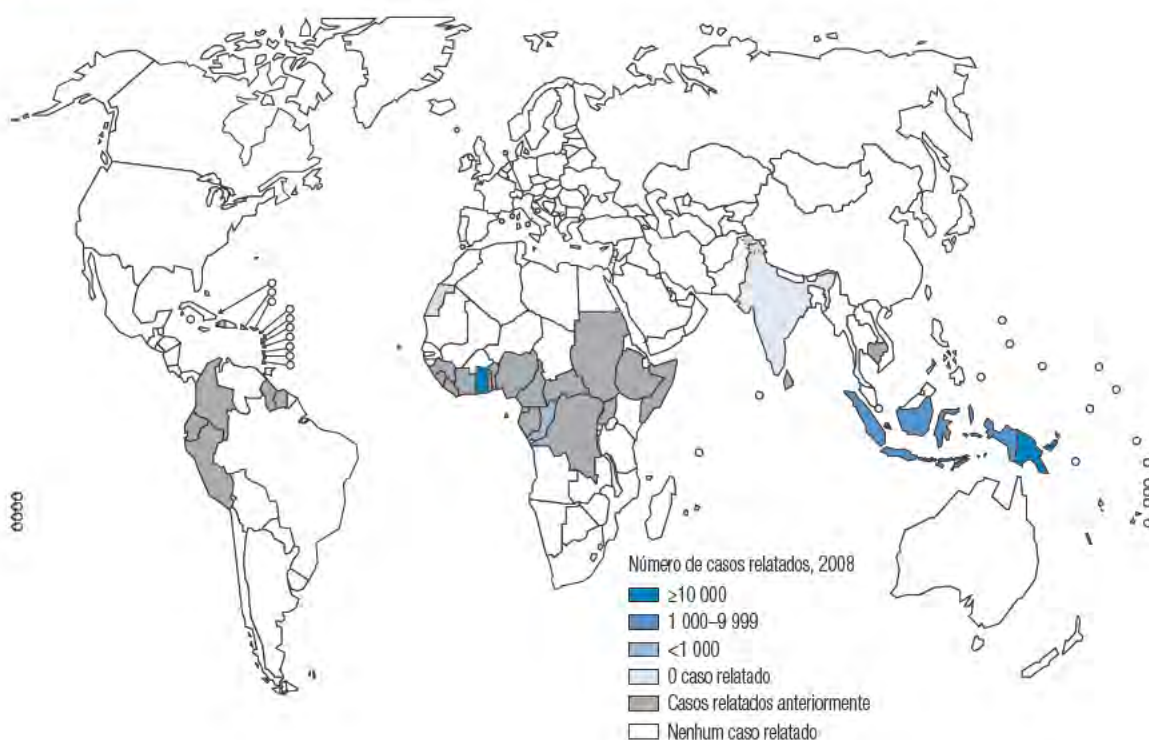 Número de casos relatados, 2008
≥10 000
1 000–9 999
<1 000
0 caso relatado
Casos relatados anteriormente
Nenhum caso relatado